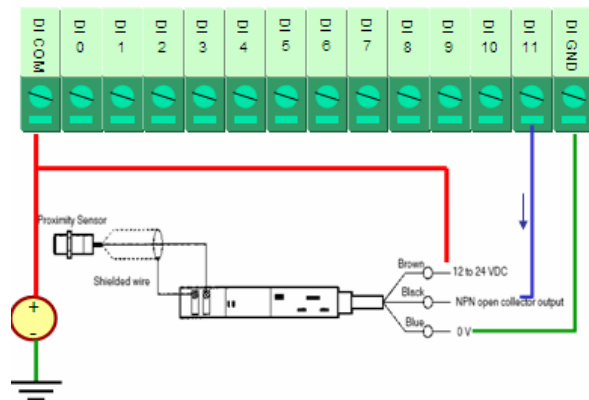 DI COM
DI 0
DI 1
DI 2
DI 3
DI 4
DI 5
DI 6
DI 7
DI 8
DI 9
DI 10
DI 11
DI GND
Proximity Sensor
Shielded wire
Brown
12 to 24 VDC
Black
NPN open collector output
Blue
0 V
+
-